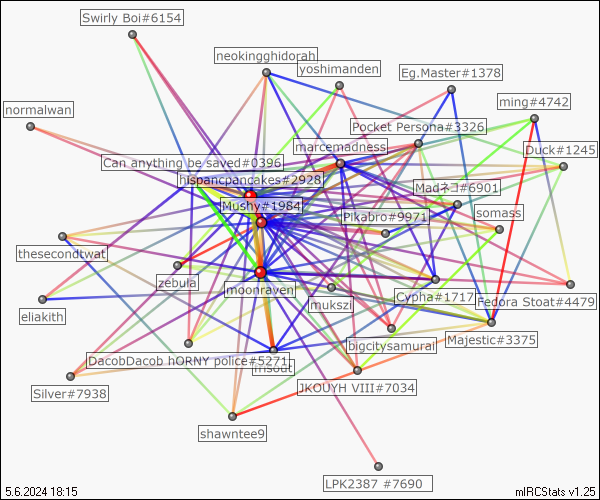 Swirly Boi#6154
neokingghidorah
yoshimanden
Eg.Master#1378
normalwan
ming#4742
Pocket Persona#3326
marcemadness
Duck#1245
Can anything be saved#0396
hispancpancakes#2928
Madネコ#6901
Mushy#1984
Pikabro#9971
somass
thesecondtwat
zebula
moonraven
mukszi
Cypha#1717
Fedora Stoat#4479
eliakith
bigcitysamurai
Majestic#3375
DacobDacob hORNY police#5271
Silver#7938
JKOUYH VIII#7034
shawntee9
LPK2387 #7690
5.6.2024 18:15
mIRCStats v1.25